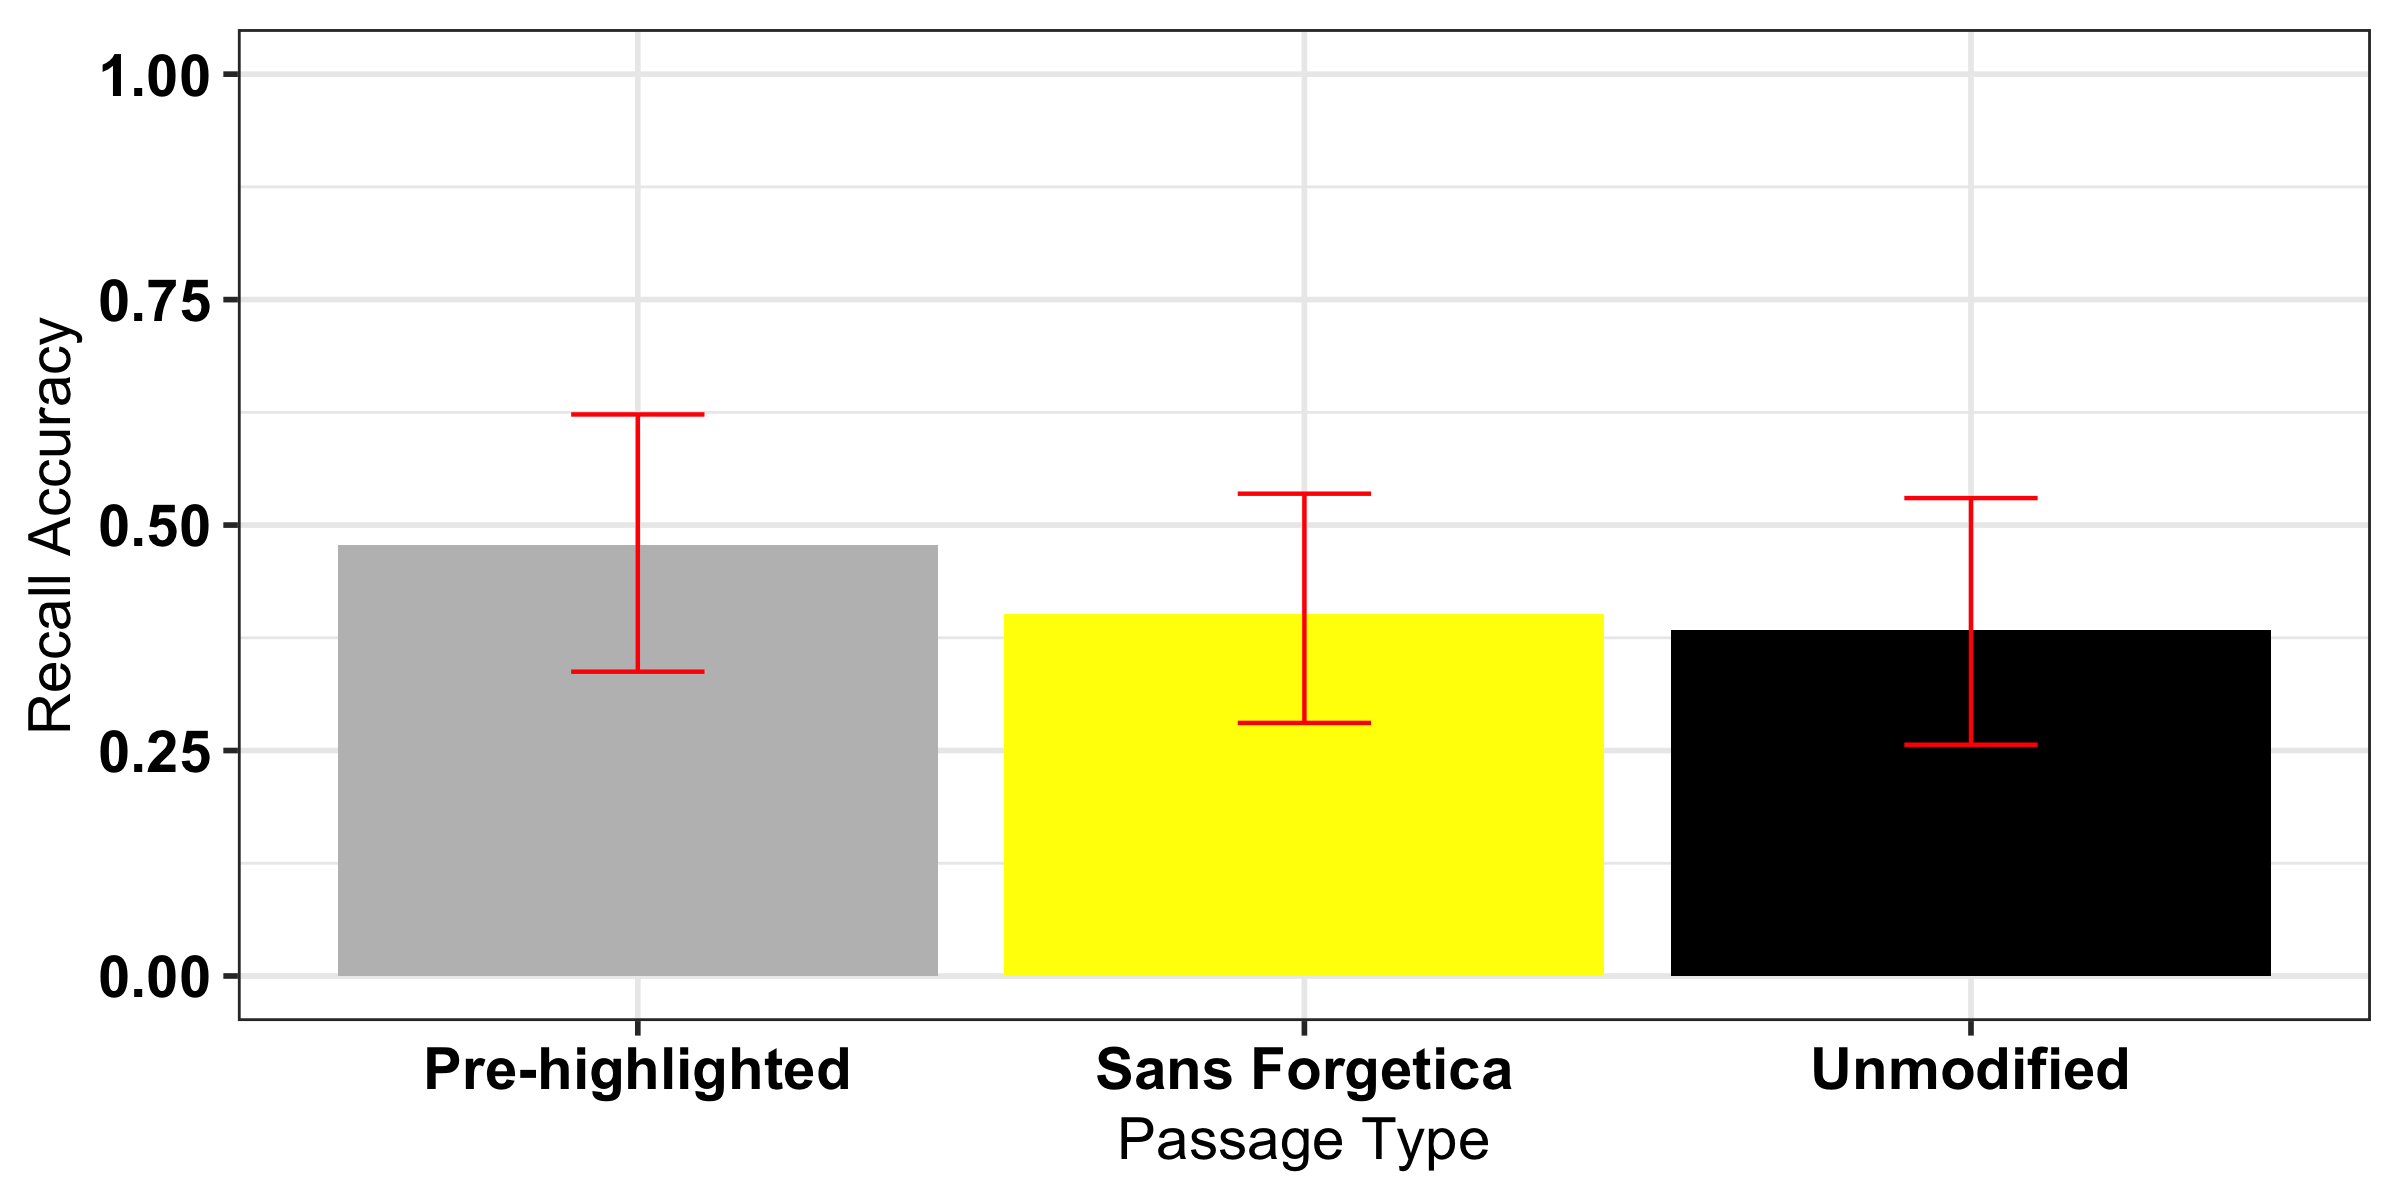 Recall Accuracy
1.00
0.75
0.50
0.25
0.00
Pre-highlighted Sans Forgetica Unmodified
Passage Type